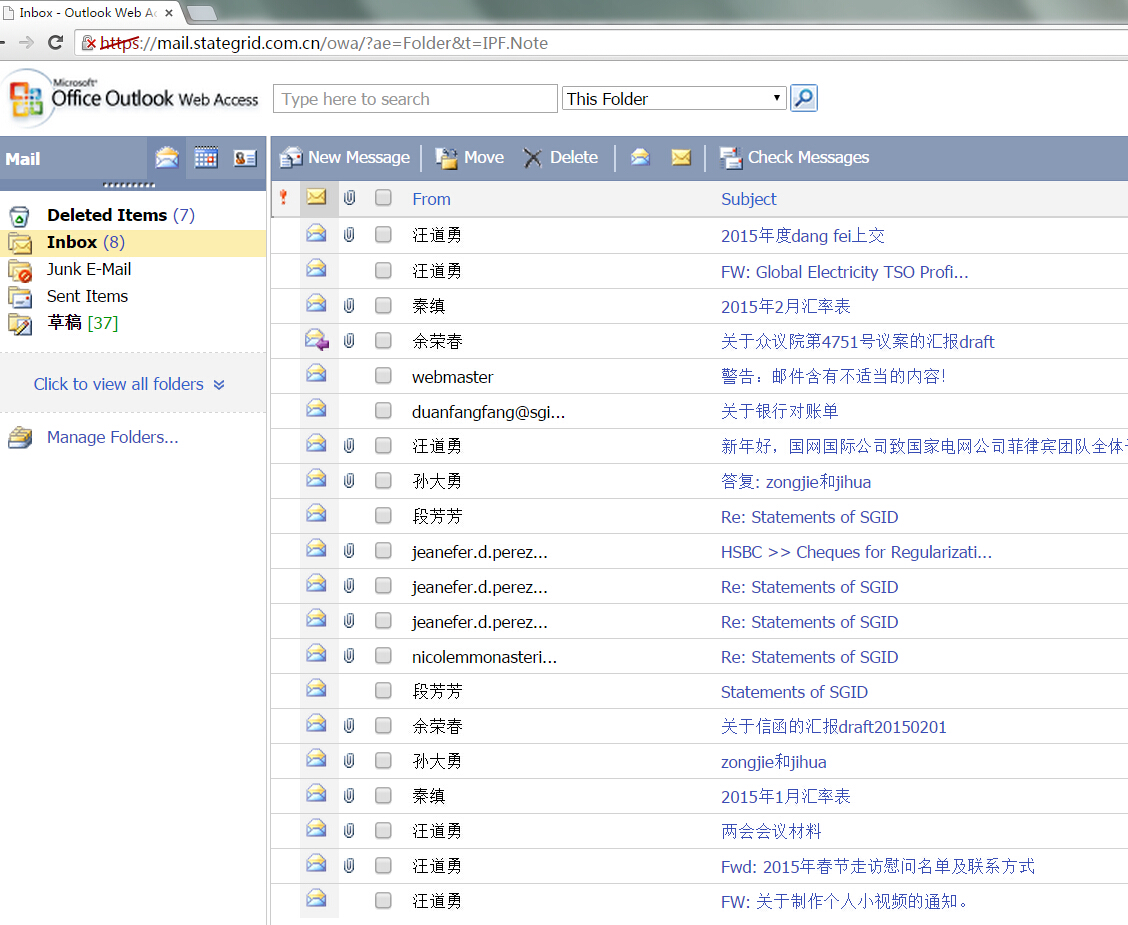 Inbox - Outlook Web Ac
https://mail.stategrid.com.cn/owa/?ae=Folder&t=IPF.Note
Microsoft®
Office Outlook Web Access
Type here to search
This Folder
Mail
New Message
Move
Delete
Check Messages
Deleted Items (7)
Inbox (8)
Junk E-Mail
Sent Items
草稿 [37]
Click to view all folders
Manage Folders...
From Subject
汪道勇 2015年度dang fei上交
汪道勇 FW: Global Electricity TSO Profi...
秦缜 2015年2月汇率表
余荣春 关于众议院第4751号议案的汇报draft
webmaster 警告：邮件含有不适当的内容！
duanfangfang@sgi... 关于银行对账单
汪道勇 新年好，国网国际公司致国家电网公司菲律宾团队全体
孙大勇 答复: zongjie和jihua
段芳芳 Re: Statements of SGID
jeanefer.d.perez... HSBC >> Cheques for Regularizati...
jeanefer.d.perez... Re: Statements of SGID
jeanefer.d.perez... Re: Statements of SGID
nicolemmonasteri... Re: Statements of SGID
段芳芳 Statements of SGID
余荣春 关于信函的汇报draft20150201
孙大勇 zongjie和jihua
秦缜 2015年1月汇率表
汪道勇 两会会议材料
汪道勇 Fwd: 2015年春节走访慰问名单及联系方式
汪道勇 FW: 关于制作个人小视频的通知。